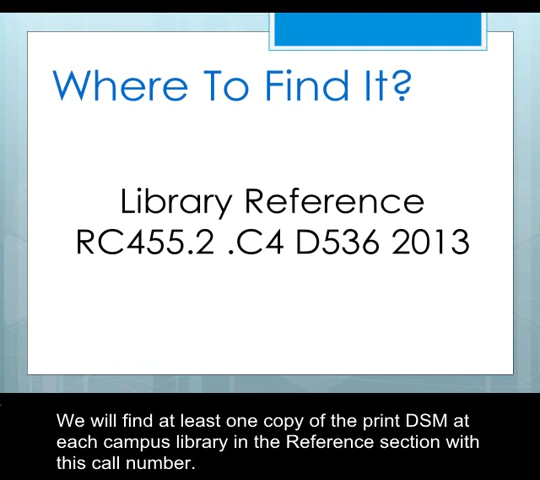 Where To Find It?
Library Reference
RC455.2 .C4 D536 2013
We will find at least one copy of the print DSM at
each campus library in the Reference section with
this call number.